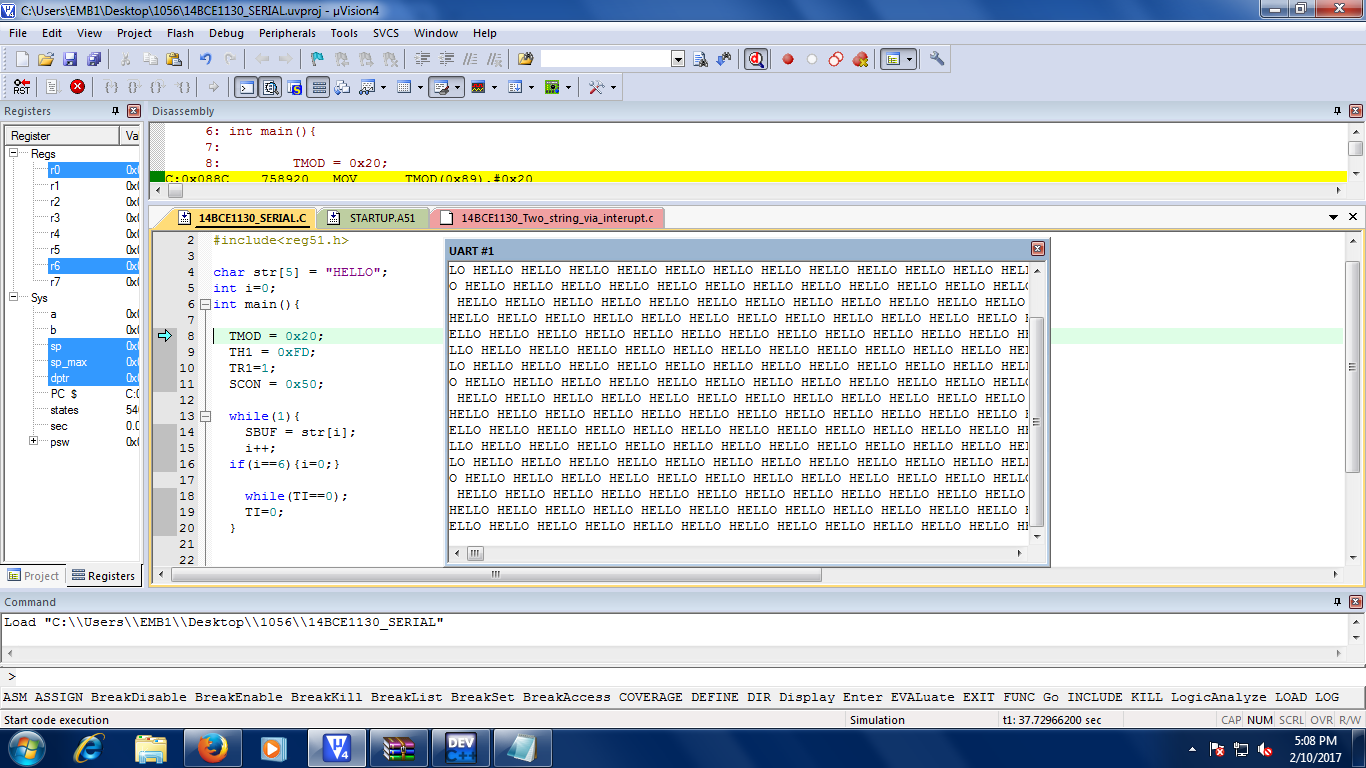 C:\Users\EMB1\Desktop\1056\14BCE1130_SERIAL.uvproj - µVision4
File Edit View Project Flash Debug Peripherals Tools SVCS Window Help
Registers
Register Va
Regs
r0 0x
r1 0x
r2 0x
r3 0x
r4 0x
r5 0x
r6 0x
r7 0x
Sys
a 0x
b 0x
sp 0x
sp_max 0x
dptr 0x
PC $ C:
states 54
sec 0.
psw 0x
Project Registers
Disassembly
6: int main(){
7:
8: TMOD = 0x20;
C:0x088C 758920 MOV TMOD(0x89),#0x20
14BCE1130_SERIAL.C STARTUP.A51 14BCE1130_Two_string_via_interupt.c
2 #include<reg51.h>
3
4 char str[5] = "HELLO";
5 int i=0;
6 int main(){
7
8 TMOD = 0x20;
9 TH1 = 0xFD;
10 TR1=1;
11 SCON = 0x50;
12
13 while(1){
14 SBUF = str[i];
15 i++;
16 if(i==6){i=0;}
17
18 while(TI==0);
19 TI=0;
20 }
21
22
UART #1
LO HELLO HELLO HELLO HELLO HELLO HELLO HELLO HELLO HELLO HELLO HELLO HEL
O HELLO HELLO HELLO HELLO HELLO HELLO HELLO HELLO HELLO HELLO HELLO HELL
HELLO HELLO HELLO HELLO HELLO HELLO HELLO HELLO HELLO HELLO HELLO HELLO
HELLO HELLO HELLO HELLO HELLO HELLO HELLO HELLO HELLO HELLO HELLO HELLO H
ELLO HELLO HELLO HELLO HELLO HELLO HELLO HELLO HELLO HELLO HELLO HELLO HE
LLO HELLO HELLO HELLO HELLO HELLO HELLO HELLO HELLO HELLO HELLO HELLO H
LO HELLO HELLO HELLO HELLO HELLO HELLO HELLO HELLO HELLO HELLO HELLO HEL
O HELLO HELLO HELLO HELLO HELLO HELLO HELLO HELLO HELLO HELLO HELLO HELL
HELLO HELLO HELLO HELLO HELLO HELLO HELLO HELLO HELLO HELLO HELLO HELLO
HELLO HELLO HELLO HELLO HELLO HELLO HELLO HELLO HELLO HELLO HELLO HELLO H
ELLO HELLO HELLO HELLO HELLO HELLO HELLO HELLO HELLO HELLO HELLO HELLO HE
LLO HELLO HELLO HELLO HELLO HELLO HELLO HELLO HELLO HELLO HELLO HELLO H
LO HELLO HELLO HELLO HELLO HELLO HELLO HELLO HELLO HELLO HELLO HELLO HEL
O HELLO HELLO HELLO HELLO HELLO HELLO HELLO HELLO HELLO HELLO HELLO HELL
HELLO HELLO HELLO HELLO HELLO HELLO HELLO HELLO HELLO HELLO HELLO HELLO
HELLO HELLO HELLO HELLO HELLO HELLO HELLO HELLO HELLO HELLO HELLO HELLO H
ELLO HELLO HELLO HELLO HELLO HELLO HELLO HELLO HELLO HELLO HELLO HELLO HE
Command
Load "C:\\Users\\EMB1\\Desktop\\1056\\14BCE1130_SERIAL"
>
ASM ASSIGN BreakDisable BreakEnable BreakKill BreakList BreakSet BreakAccess COVERAGE DEFINE DIR Display Enter EVALuate EXIT FUNC Go INCLUDE KILL LogicAnalyze LOAD LOG
Start code execution Simulation t1: 37.72966200 sec CAP NUM SCRL OVR R/W
DEV C++
5:08 PM
2/10/2017